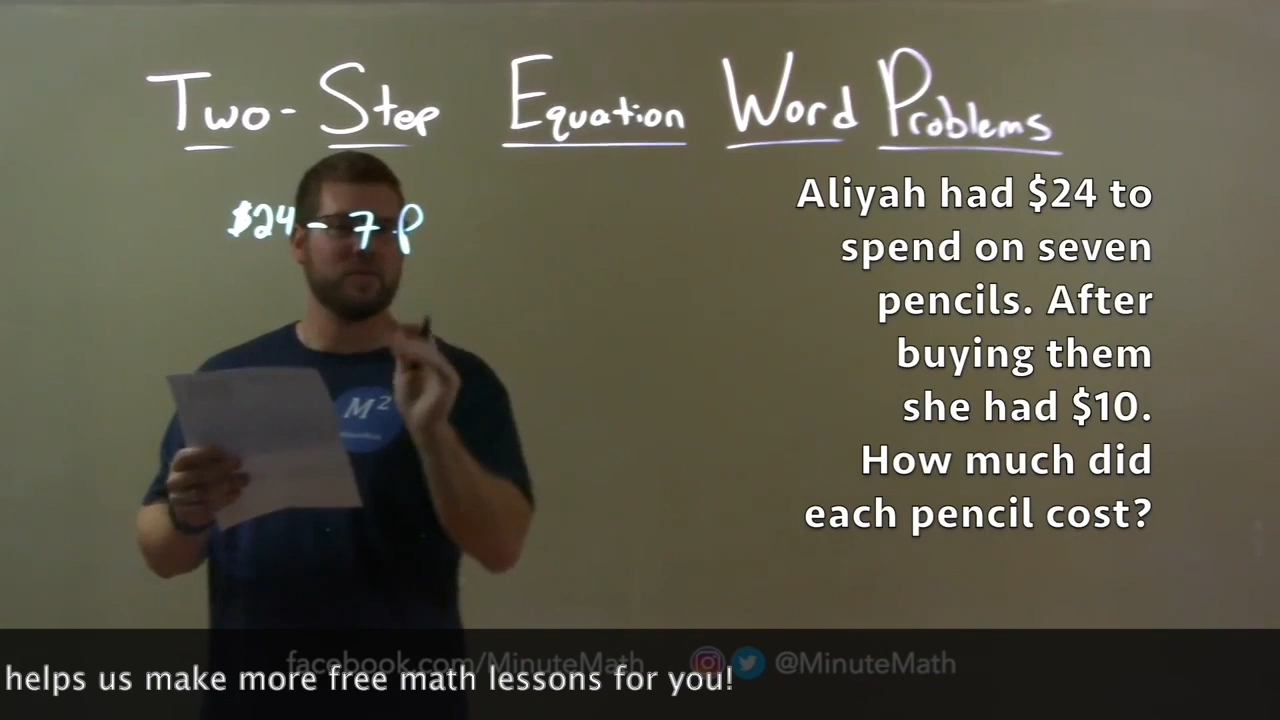 Two-Step Equation Word Problems
$24 - 7p
Aliyah had $24 to
spend on seven
pencils. After
buying them
she had $10.
How much did
each pencil cost?
M²
facebook.com/MinuteMath @MinuteMath
helps us make more free math lessons for you!